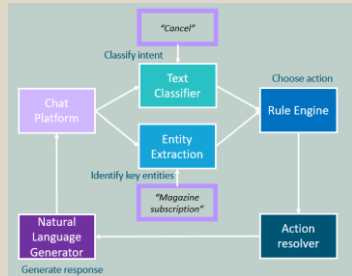 “Cancel”
Classify intent
Text
Classifier
Choose action
Chat
Platform
Rule Engine
Entity
Extraction
Identify key entities
“Magazine
subscription”
Natural
Language
Generator
Action
resolver
Generate response